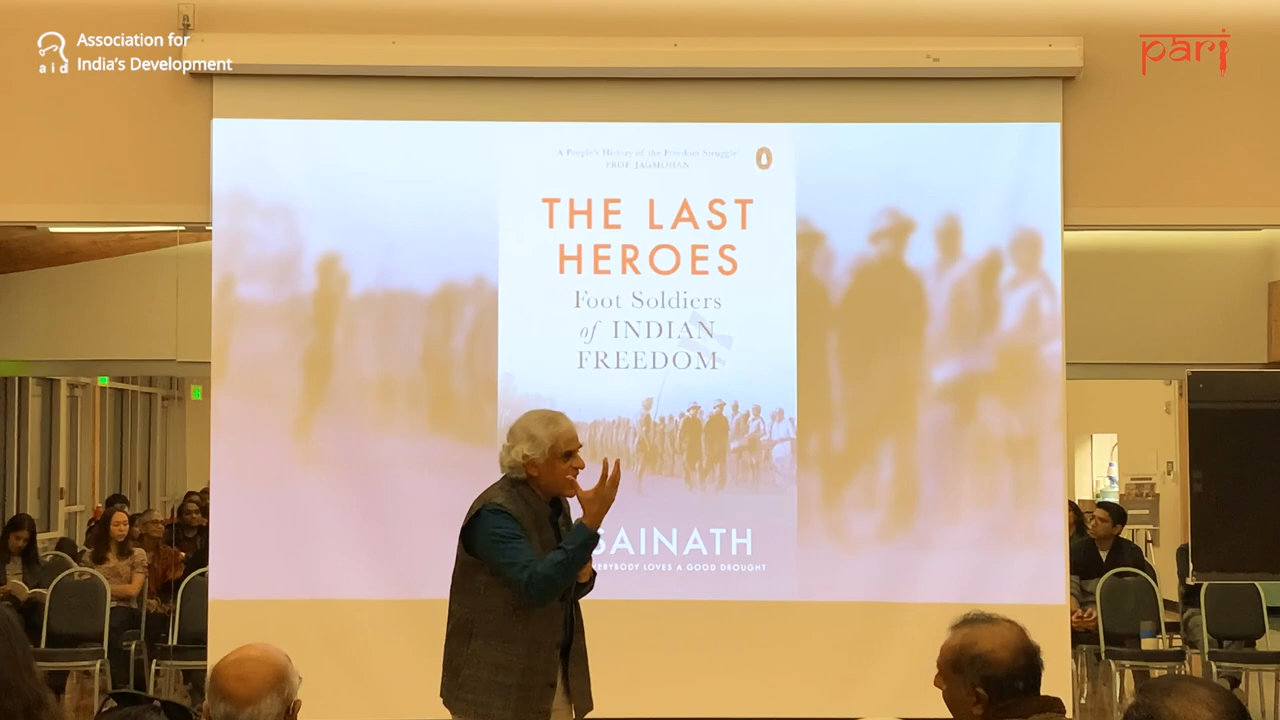 Association for
India's Development
aid
pari
A People's History of the Freedom Struggle
PROF. JAGMOHAN
THE LAST
HEROES
Foot Soldiers
of INDIAN
FREEDOM
SAINATH
EVERYBODY LOVES A GOOD DROUGHT